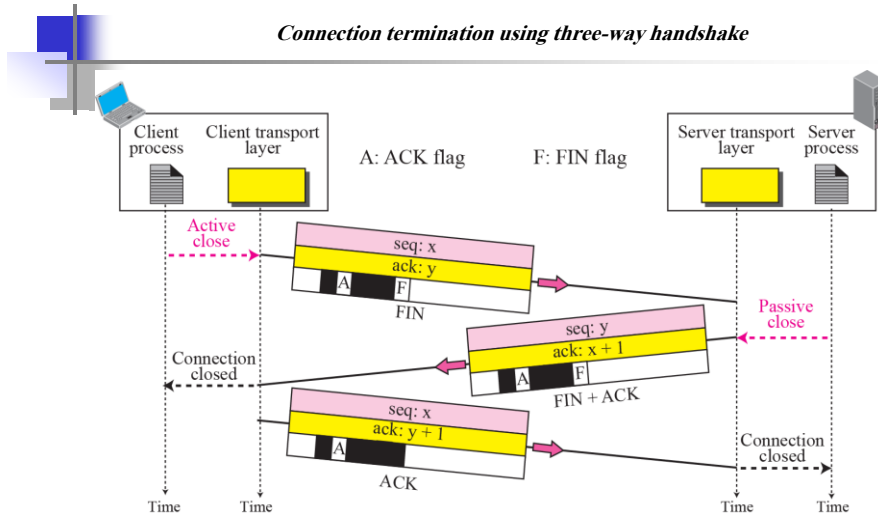 Connection termination using three-way handshake
Client
process
Client transport
layer
A: ACK flag
F: FIN flag
Server transport
layer
Server
process
Active
close
seq: x
ack: y
A
F
FIN
Passive
close
seq: y
ack: x + 1
A
F
FIN + ACK
Connection
closed
seq: x
ack: y + 1
A
ACK
Connection
closed
Time
Time
Time
Time